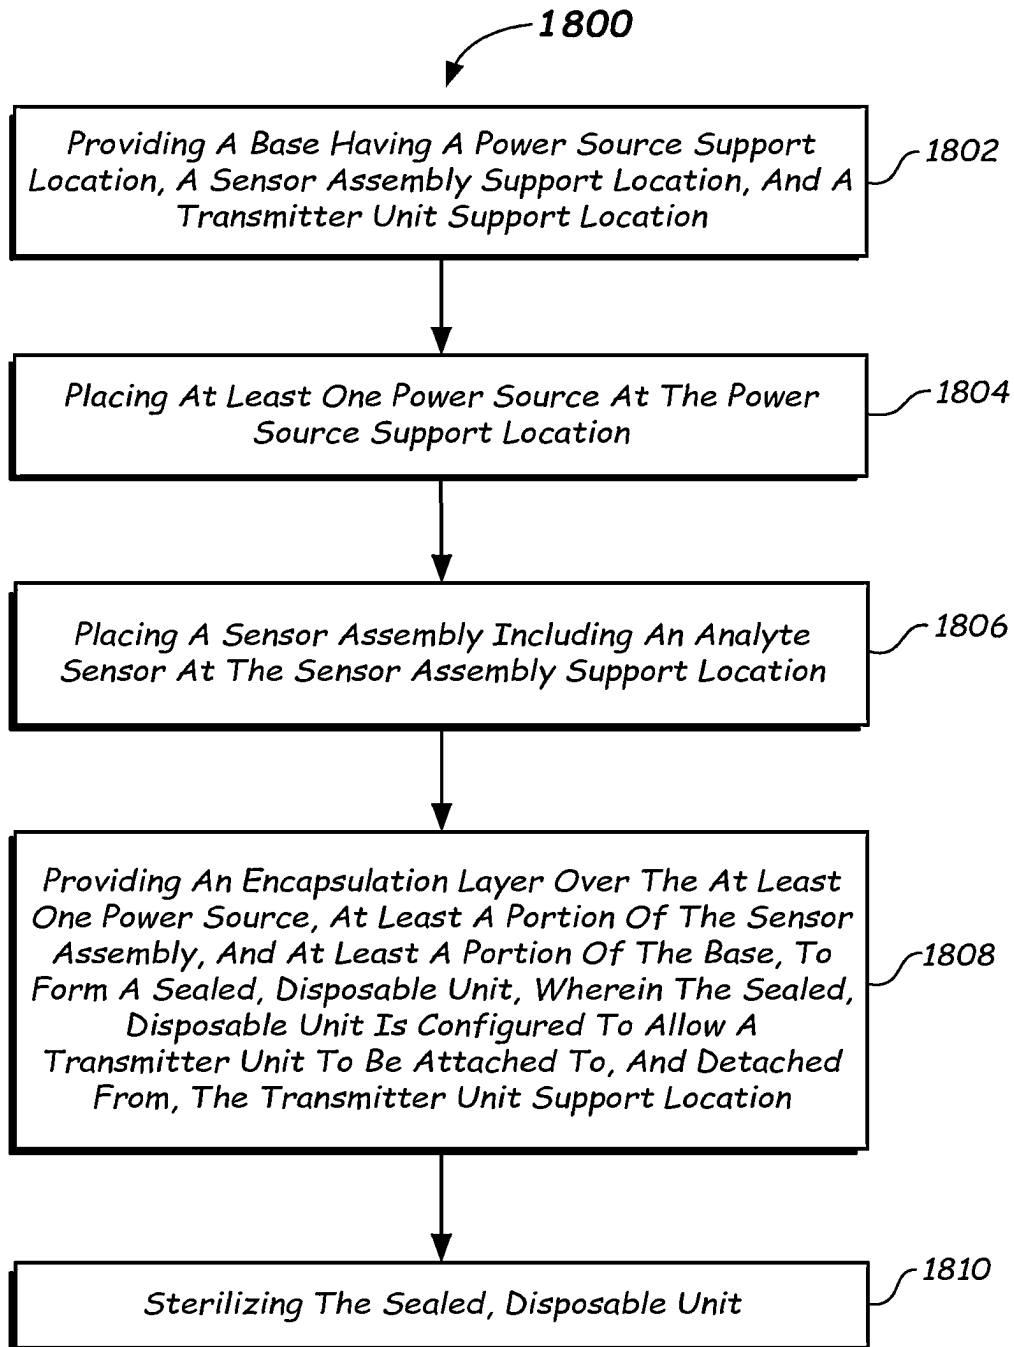 1800
Providing A Base Having A Power Source Support
Location, A Sensor Assembly Support Location, And A
Transmitter Unit Support Location
1802
Placing At Least One Power Source At The Power
Source Support Location
1804
Placing A Sensor Assembly Including An Analyte
Sensor At The Sensor Assembly Support Location
1806
Providing An Encapsulation Layer Over The At Least
One Power Source, At Least A Portion Of The Sensor
Assembly, And At Least A Portion Of The Base, To
Form A Sealed, Disposable Unit, Wherein The Sealed,
Disposable Unit Is Configured To Allow A
Transmitter Unit To Be Attached To, And Detached
From, The Transmitter Unit Support Location
1808
Sterilizing The Sealed, Disposable Unit
1810